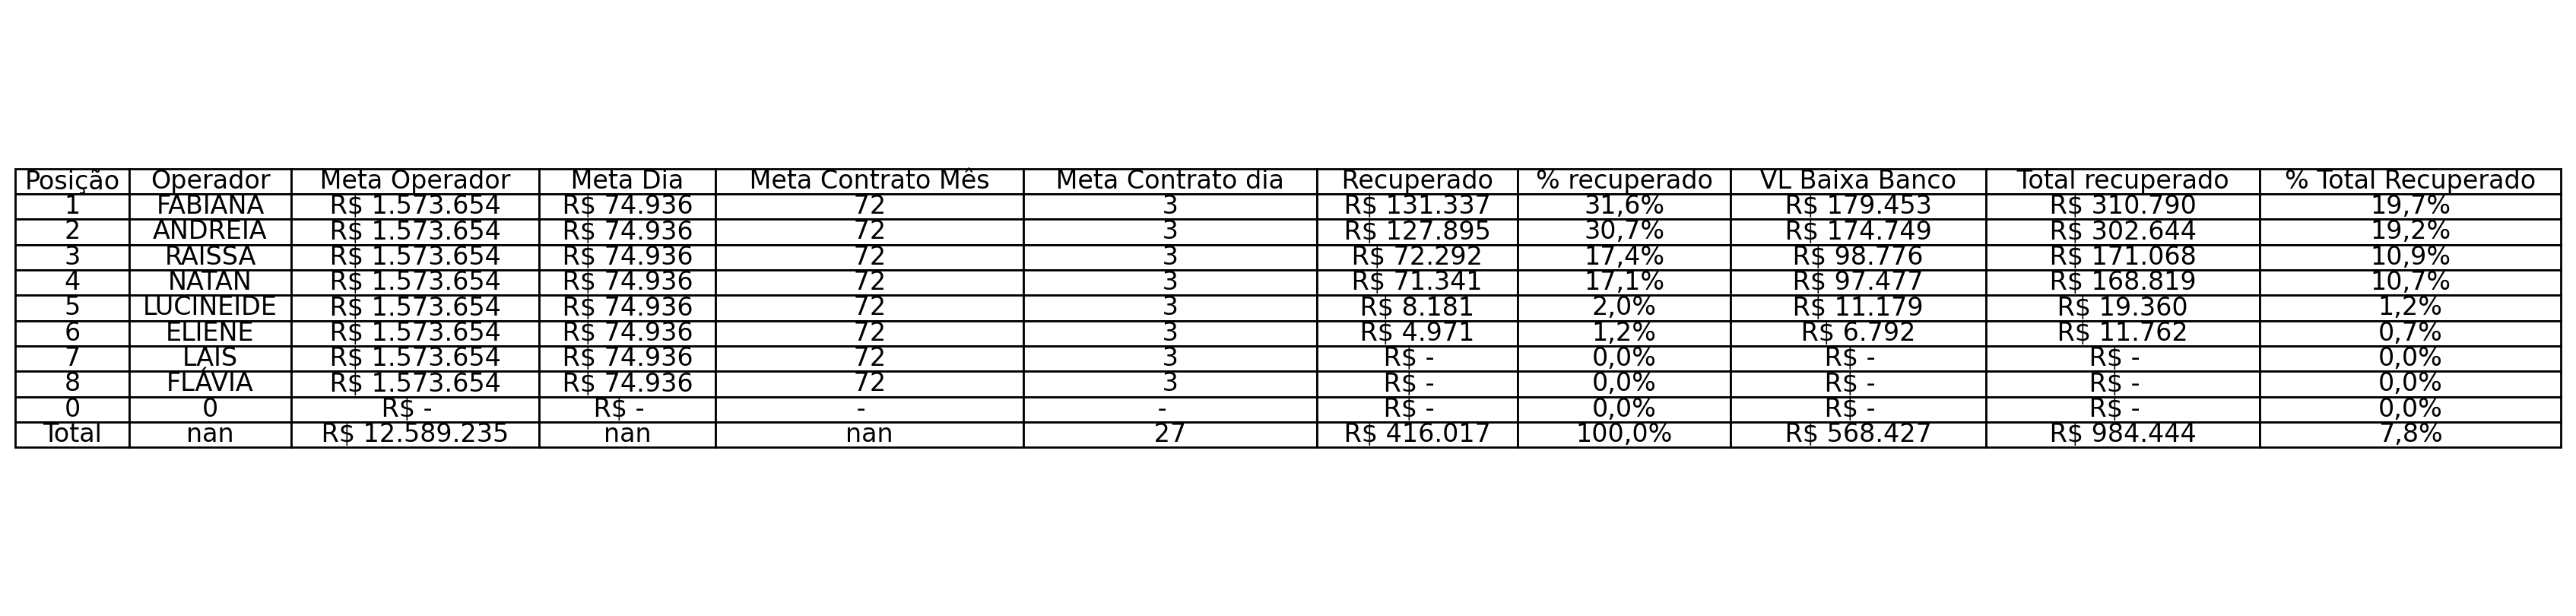 Posição Operador Meta Operador Meta Dia Meta Contrato Mês Meta Contrato dia Recuperado % recuperado VL Baixa Banco Total recuperado % Total Recuperado
1 FABIANA R$ 1.573.654 R$ 74.936 72 3 R$ 131.337 31,6% R$ 179.453 R$ 310.790 19,7%
2 ANDREIA R$ 1.573.654 R$ 74.936 72 3 R$ 127.895 30,7% R$ 174.749 R$ 302.644 19,2%
3 RAISSA R$ 1.573.654 R$ 74.936 72 3 R$ 72.292 17,4% R$ 98.776 R$ 171.068 10,9%
4 NATAN R$ 1.573.654 R$ 74.936 72 3 R$ 71.341 17,1% R$ 97.477 R$ 168.819 10,7%
5 LUCINEIDE R$ 1.573.654 R$ 74.936 72 3 R$ 8.181 2,0% R$ 11.179 R$ 19.360 1,2%
6 ELIENE R$ 1.573.654 R$ 74.936 72 3 R$ 4.971 1,2% R$ 6.792 R$ 11.762 0,7%
7 LAIS R$ 1.573.654 R$ 74.936 72 3 R$ - 0,0% R$ - R$ - 0,0%
8 FLÁVIA R$ 1.573.654 R$ 74.936 72 3 R$ - 0,0% R$ - R$ - 0,0%
0 0 R$ - R$ - - - R$ - 0,0% R$ - R$ - 0,0%
Total nan R$ 12.589.235 nan nan 27 R$ 416.017 100,0% R$ 568.427 R$ 984.444 7,8%